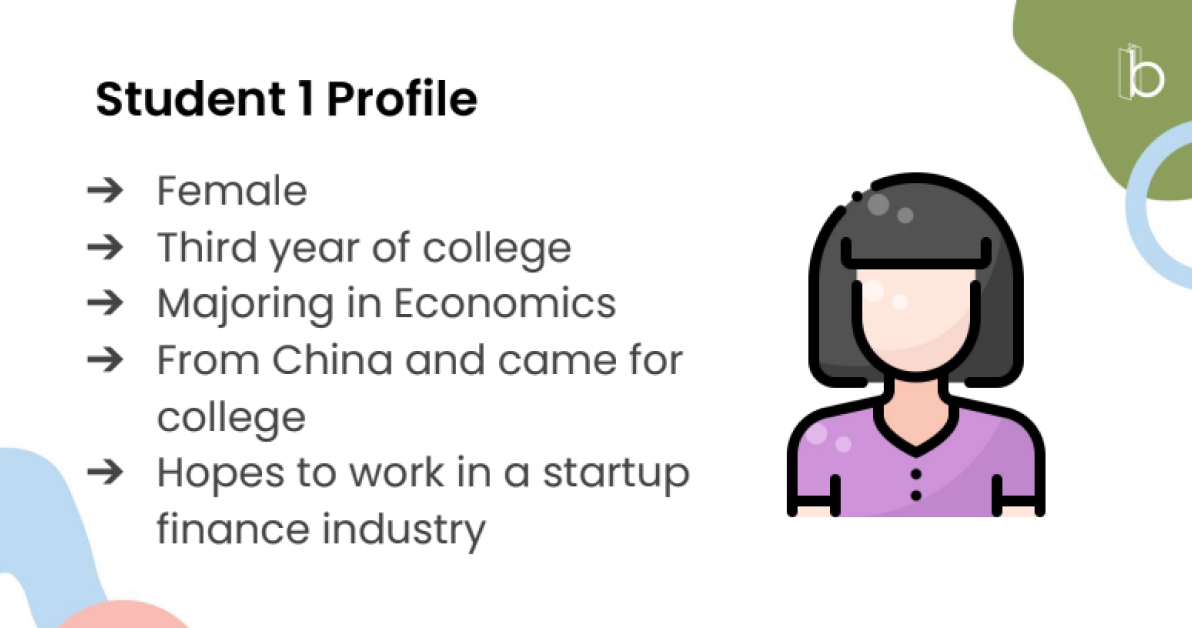 b
Student 1 Profile
➔ Female
➔ Third year of college
➔ Majoring in Economics
➔ From China and came for
college
➔ Hopes to work in a startup
finance industry